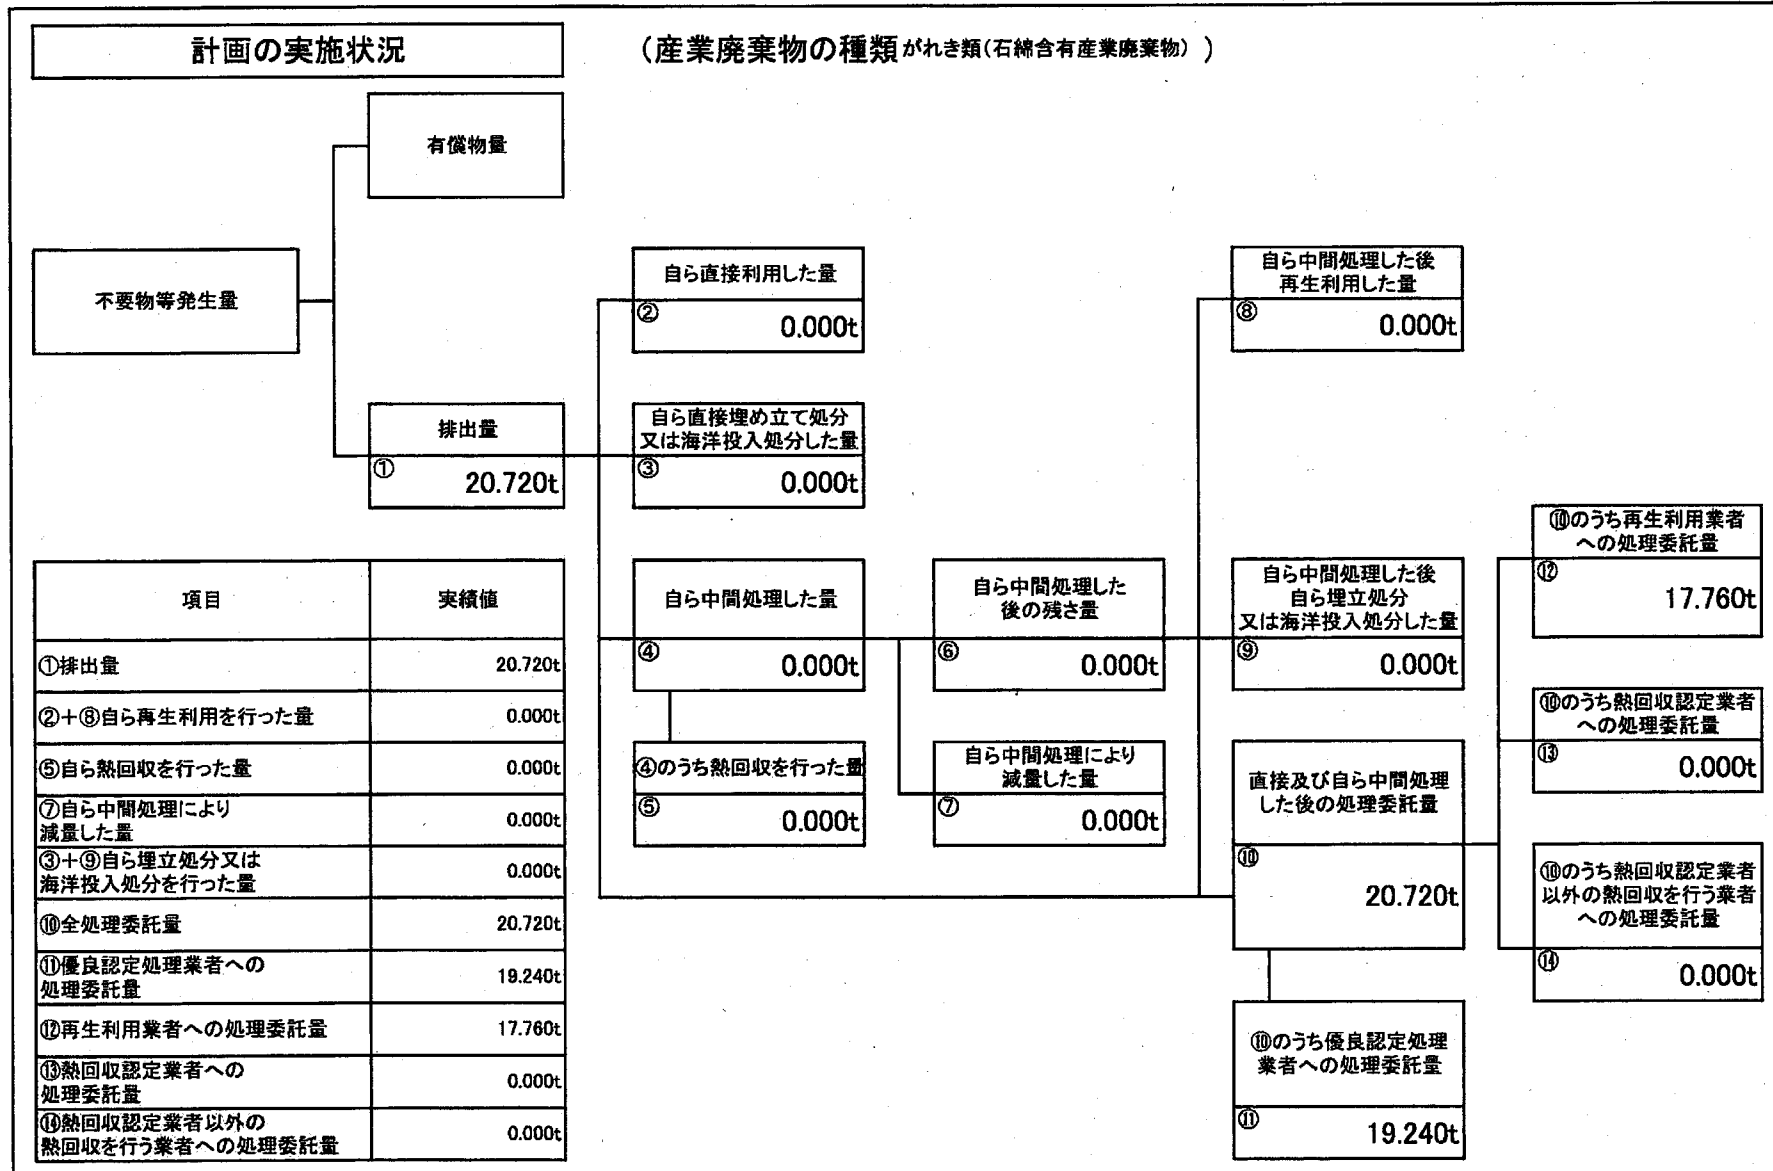 計画の実施状況
（産業廃棄物の種類 がれき類（石綿含有産業廃棄物） ）
有償物量
不要物等発生量
排出量
①
20.720t
自ら直接利用した量
②
0.000t
自ら直接埋め立て処分
又は海洋投入処分した量
③
0.000t
自ら中間処理した量
④
0.000t
④のうち熱回収を行った量
⑤
0.000t
自ら中間処理した
後の残さ量
⑥
0.000t
自ら中間処理により
減量した量
⑦
0.000t
自ら中間処理した後
再生利用した量
⑧
0.000t
自ら中間処理した後
自ら埋立処分
又は海洋投入処分した量
⑨
0.000t
直接及び自ら中間処理
した後の処理委託量
⑩
20.720t
⑩のうち優良認定処理
業者への処理委託量
⑪
19.240t
⑩のうち再生利用業者
への処理委託量
⑫
17.760t
⑩のうち熱回収認定業者
への処理委託量
⑬
0.000t
⑩のうち熱回収認定業者
以外の熱回収を行う業者
への処理委託量
⑭
0.000t
項目 実績値
①排出量 20.720t
②＋⑧自ら再生利用を行った量 0.000t
⑤自ら熱回収を行った量 0.000t
⑦自ら中間処理により
減量した量 0.000t
③＋⑨自ら埋立処分又は
海洋投入処分を行った量 0.000t
⑩全処理委託量 20.720t
⑪優良認定処理業者への
処理委託量 19.240t
⑫再生利用業者への処理委託量 17.760t
⑬熱回収認定業者への
処理委託量 0.000t
⑭熱回収認定業者以外の
熱回収を行う業者への処理委託量 0.000t